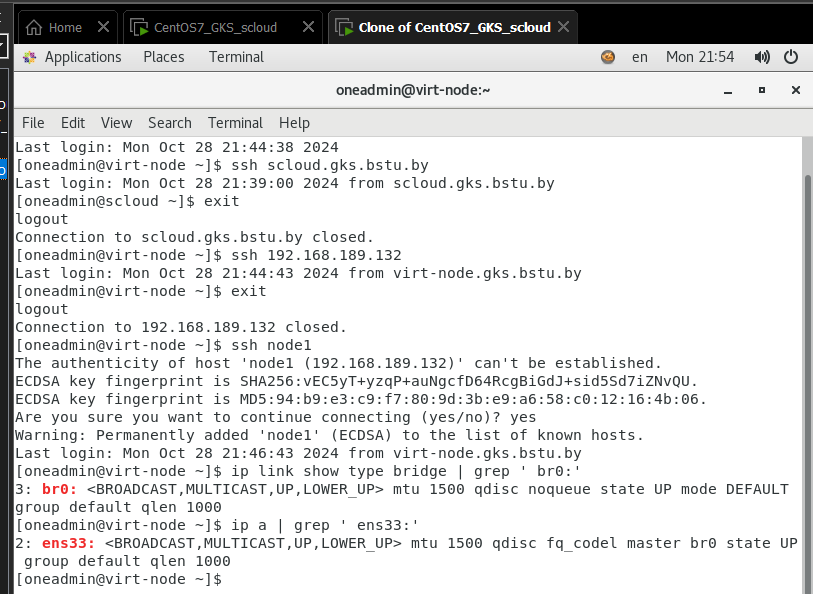 Home
CentOS7_GKS_scloud
Clone of CentOS7_GKS_scloud
Applications Places Terminal
en Mon 21:54
oneadmin@virt-node:~
File Edit View Search Terminal Help
Last login: Mon Oct 28 21:44:38 2024
[oneadmin@virt-node ~]$ ssh scloud.gks.bstu.by
Last login: Mon Oct 28 21:39:00 2024 from scloud.gks.bstu.by
[oneadmin@scloud ~]$ exit
logout
Connection to scloud.gks.bstu.by closed.
[oneadmin@virt-node ~]$ ssh 192.168.189.132
Last login: Mon Oct 28 21:44:43 2024 from virt-node.gks.bstu.by
[oneadmin@virt-node ~]$ exit
logout
Connection to 192.168.189.132 closed.
[oneadmin@virt-node ~]$ ssh node1
The authenticity of host 'node1 (192.168.189.132)' can't be established.
ECDSA key fingerprint is SHA256:vEC5yT+yzqP+auNgcfD64RcgBiGdJ+sid5Sd7iZNvQU.
ECDSA key fingerprint is MD5:94:b9:e3:c9:f7:80:9d:3b:e9:a6:58:c0:12:16:4b:06.
Are you sure you want to continue connecting (yes/no)? yes
Warning: Permanently added 'node1' (ECDSA) to the list of known hosts.
Last login: Mon Oct 28 21:46:43 2024 from virt-node.gks.bstu.by
[oneadmin@virt-node ~]$ ip link show type bridge | grep ' br0:'
3: br0: <BROADCAST,MULTICAST,UP,LOWER_UP> mtu 1500 qdisc noqueue state UP mode DEFAULT
group default qlen 1000
[oneadmin@virt-node ~]$ ip a | grep ' ens33:'
2: ens33: <BROADCAST,MULTICAST,UP,LOWER_UP> mtu 1500 qdisc fq_codel master br0 state UP
 group default qlen 1000
[oneadmin@virt-node ~]$